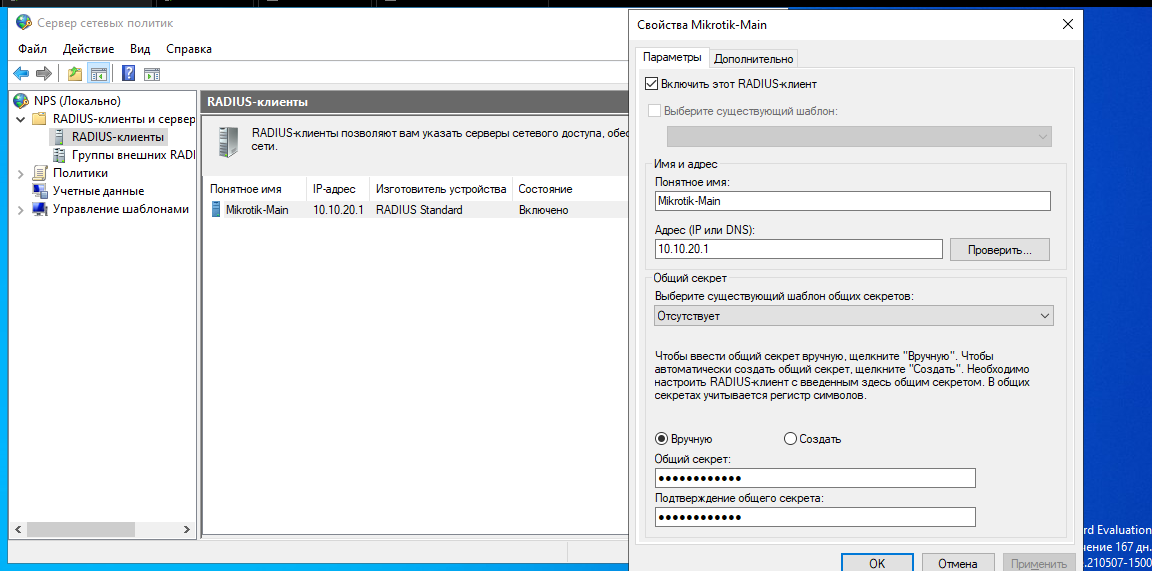 Сервер сетевых политик
Файл Действие Вид Справка
NPS (Локально)
RADIUS-клиенты и сервер
RADIUS-клиенты
Группы внешних RADI
Политики
Учетные данные
Управление шаблонами
RADIUS-клиенты
RADIUS-клиенты позволяют вам указать серверы сетевого доступа, обес
сети.
Понятное имя IP-адрес Изготовитель устройства Состояние
Mikrotik-Main 10.10.20.1 RADIUS Standard Включено
Свойства Mikrotik-Main
Параметры Дополнительно
Включить этот RADIUS-клиент
Выберите существующий шаблон:
Имя и адрес
Понятное имя:
Mikrotik-Main
Адрес (IP или DNS):
10.10.20.1 Проверить...
Общий секрет
Выберите существующий шаблон общих секретов:
Отсутствует
Чтобы ввести общий секрет вручную, щелкните "Вручную". Чтобы
автоматически создать общий секрет, щелкните "Создать". Необходимо
настроить RADIUS-клиент с введенным здесь общим секретом. В общих
секретах учитывается регистр символов.
Вручную Создать
Общий секрет:
••••••••••••
Подтверждение общего секрета:
••••••••••••
OK Отмена Применить
rd Evaluation
чение 167 дн.
.210507-1500